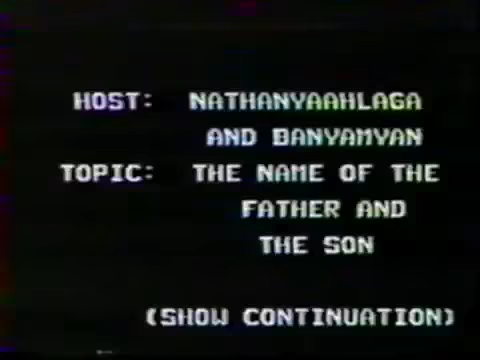 HOST: NATHANYAAHLAGA
AND BANYAMYAN
TOPIC: THE NAME OF THE
FATHER AND
THE SON
(SHOW CONTINUATION)